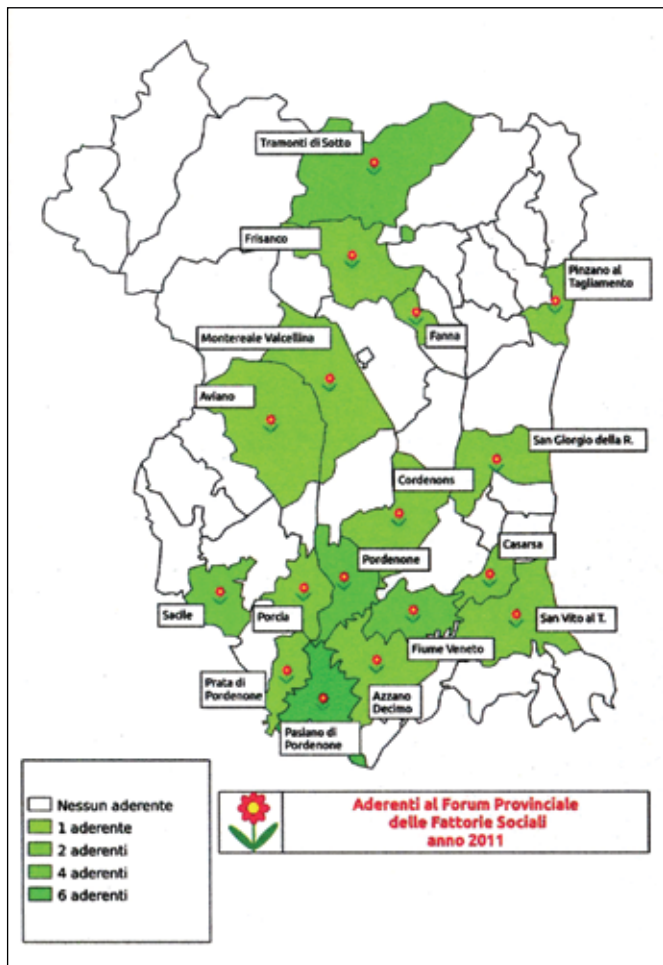 Tramonti di Sotto
Frisanco
Pinzano al
Tagliamento
Fanna
Montereale Valcellina
Aviano
San Giorgio della R.
Cordenons
Casarsa
Pordenone
Sacile
Porcia
San Vito al T.
Fiume Veneto
Prata di
Pordenone
Azzano
Decimo
Pasiano di
Pordenone
Nessun aderente
1 aderente
2 aderenti
4 aderenti
6 aderenti
Aderenti al Forum Provinciale
delle Fattorie Sociali
anno 2011